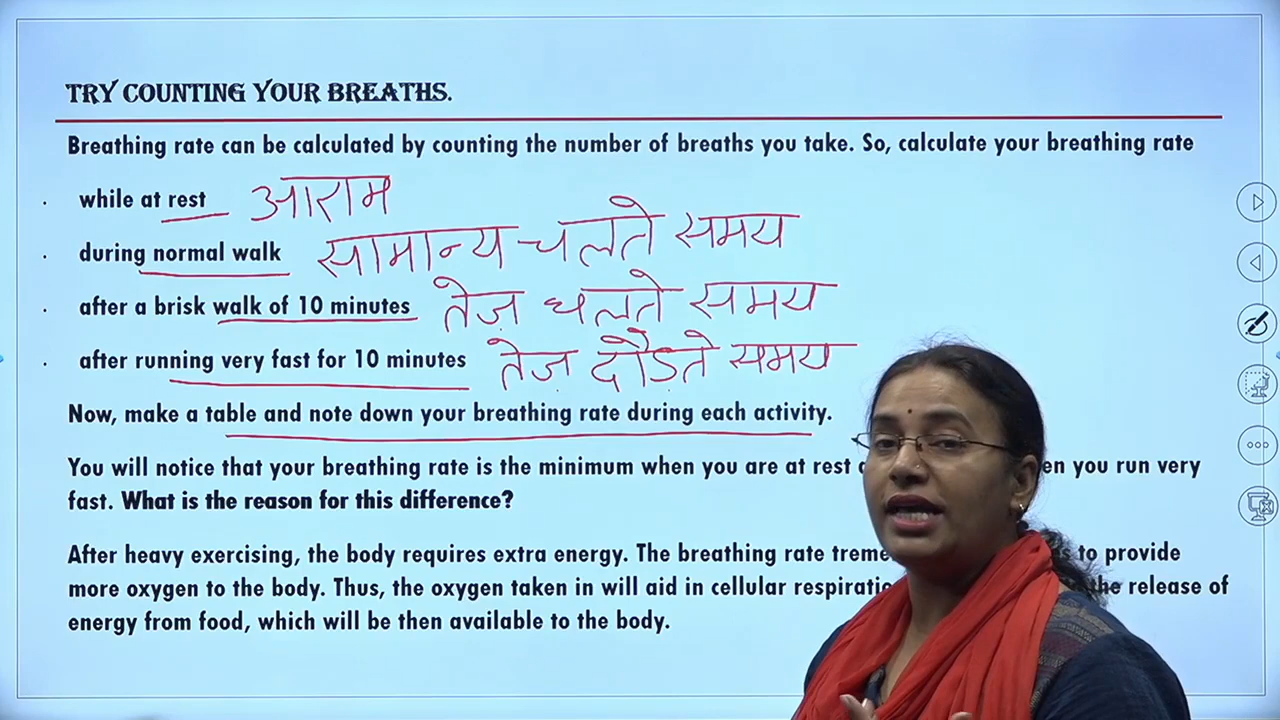 TRY COUNTING YOUR BREATHS.
Breathing rate can be calculated by counting the number of breaths you take. So, calculate your breathing rate
while at rest आराम
during normal walk सामान्य चलते समय
after a brisk walk of 10 minutes तेज़ चलते समय
after running very fast for 10 minutes तेज़ दौड़ते समय
Now, make a table and note down your breathing rate during each activity.
You will notice that your breathing rate is the minimum when you are at rest you run very
fast. What is the reason for this difference?
After heavy exercising, the body requires extra energy. The breathing rate to provide
more oxygen to the body. Thus, the oxygen taken in will aid in cellular the release of
energy from food, which will be then available to the body.